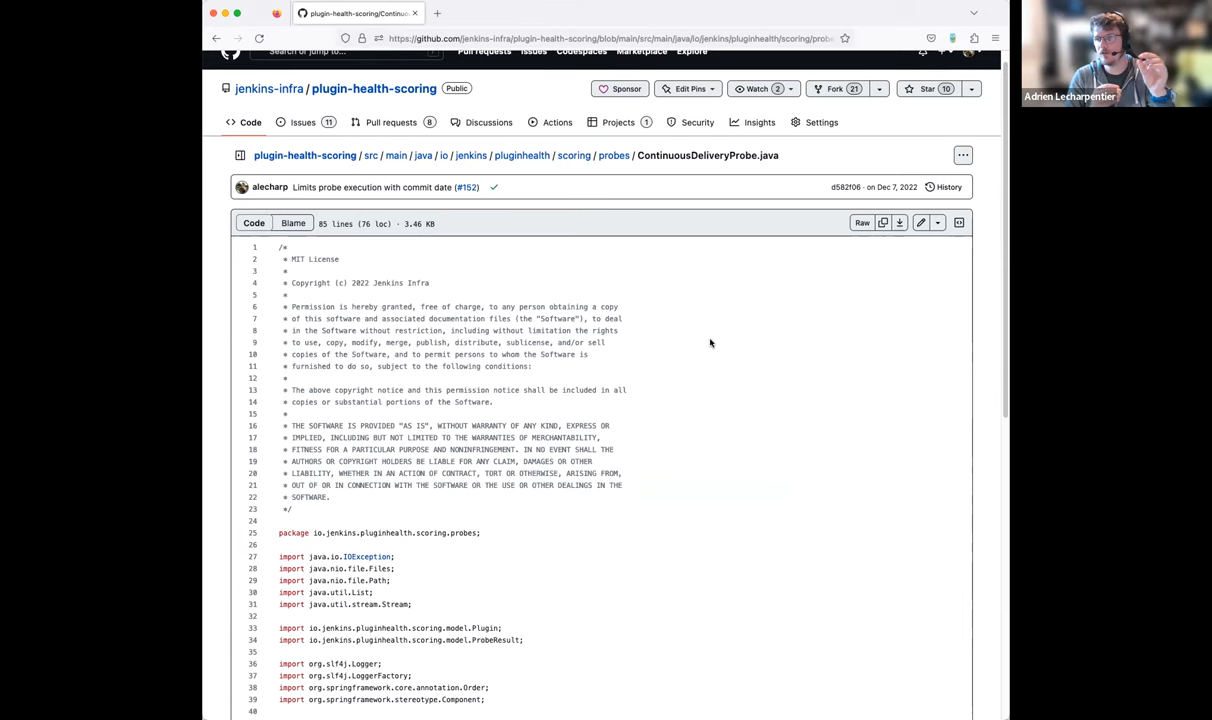 plugin-health-scoring/Continuo
https://github.com/jenkins-infra/plugin-health-scoring/blob/main/src/main/java/io/jenkins/pluginhealth/scoring/probe
Adrien Lecharpentier
Search or jump to...
Pull requests Issues Codespaces Marketplace Explore
jenkins-infra / plugin-health-scoring Public
Sponsor Edit Pins Watch 2 Fork 21 Star 10
Code Issues 11 Pull requests 8 Discussions Actions Projects 1 Security Insights Settings
plugin-health-scoring / src / main / java / io / jenkins / pluginhealth / scoring / probes / ContinuousDeliveryProbe.java
alecharp Limits probe execution with commit date (#152) d582f06 · on Dec 7, 2022 History
Code Blame 85 lines (76 loc) · 3.46 KB Raw
1 /*
2 * MIT License
3 *
4 * Copyright (c) 2022 Jenkins Infra
5 *
6 * Permission is hereby granted, free of charge, to any person obtaining a copy
7 * of this software and associated documentation files (the "Software"), to deal
8 * in the Software without restriction, including without limitation the rights
9 * to use, copy, modify, merge, publish, distribute, sublicense, and/or sell
10 * copies of the Software, and to permit persons to whom the Software is
11 * furnished to do so, subject to the following conditions:
12 *
13 * The above copyright notice and this permission notice shall be included in all
14 * copies or substantial portions of the Software.
15 *
16 * THE SOFTWARE IS PROVIDED "AS IS", WITHOUT WARRANTY OF ANY KIND, EXPRESS OR
17 * IMPLIED, INCLUDING BUT NOT LIMITED TO THE WARRANTIES OF MERCHANTABILITY,
18 * FITNESS FOR A PARTICULAR PURPOSE AND NONINFRINGEMENT. IN NO EVENT SHALL THE
19 * AUTHORS OR COPYRIGHT HOLDERS BE LIABLE FOR ANY CLAIM, DAMAGES OR OTHER
20 * LIABILITY, WHETHER IN AN ACTION OF CONTRACT, TORT OR OTHERWISE, ARISING FROM,
21 * OUT OF OR IN CONNECTION WITH THE SOFTWARE OR THE USE OR OTHER DEALINGS IN THE
22 * SOFTWARE.
23 */
24
25 package io.jenkins.pluginhealth.scoring.probes;
26
27 import java.io.IOException;
28 import java.nio.file.Files;
29 import java.nio.file.Path;
30 import java.util.List;
31 import java.util.stream.Stream;
32
33 import io.jenkins.pluginhealth.scoring.model.Plugin;
34 import io.jenkins.pluginhealth.scoring.model.ProbeResult;
35
36 import org.slf4j.Logger;
37 import org.slf4j.LoggerFactory;
38 import org.springframework.core.annotation.Order;
39 import org.springframework.stereotype.Component;
40